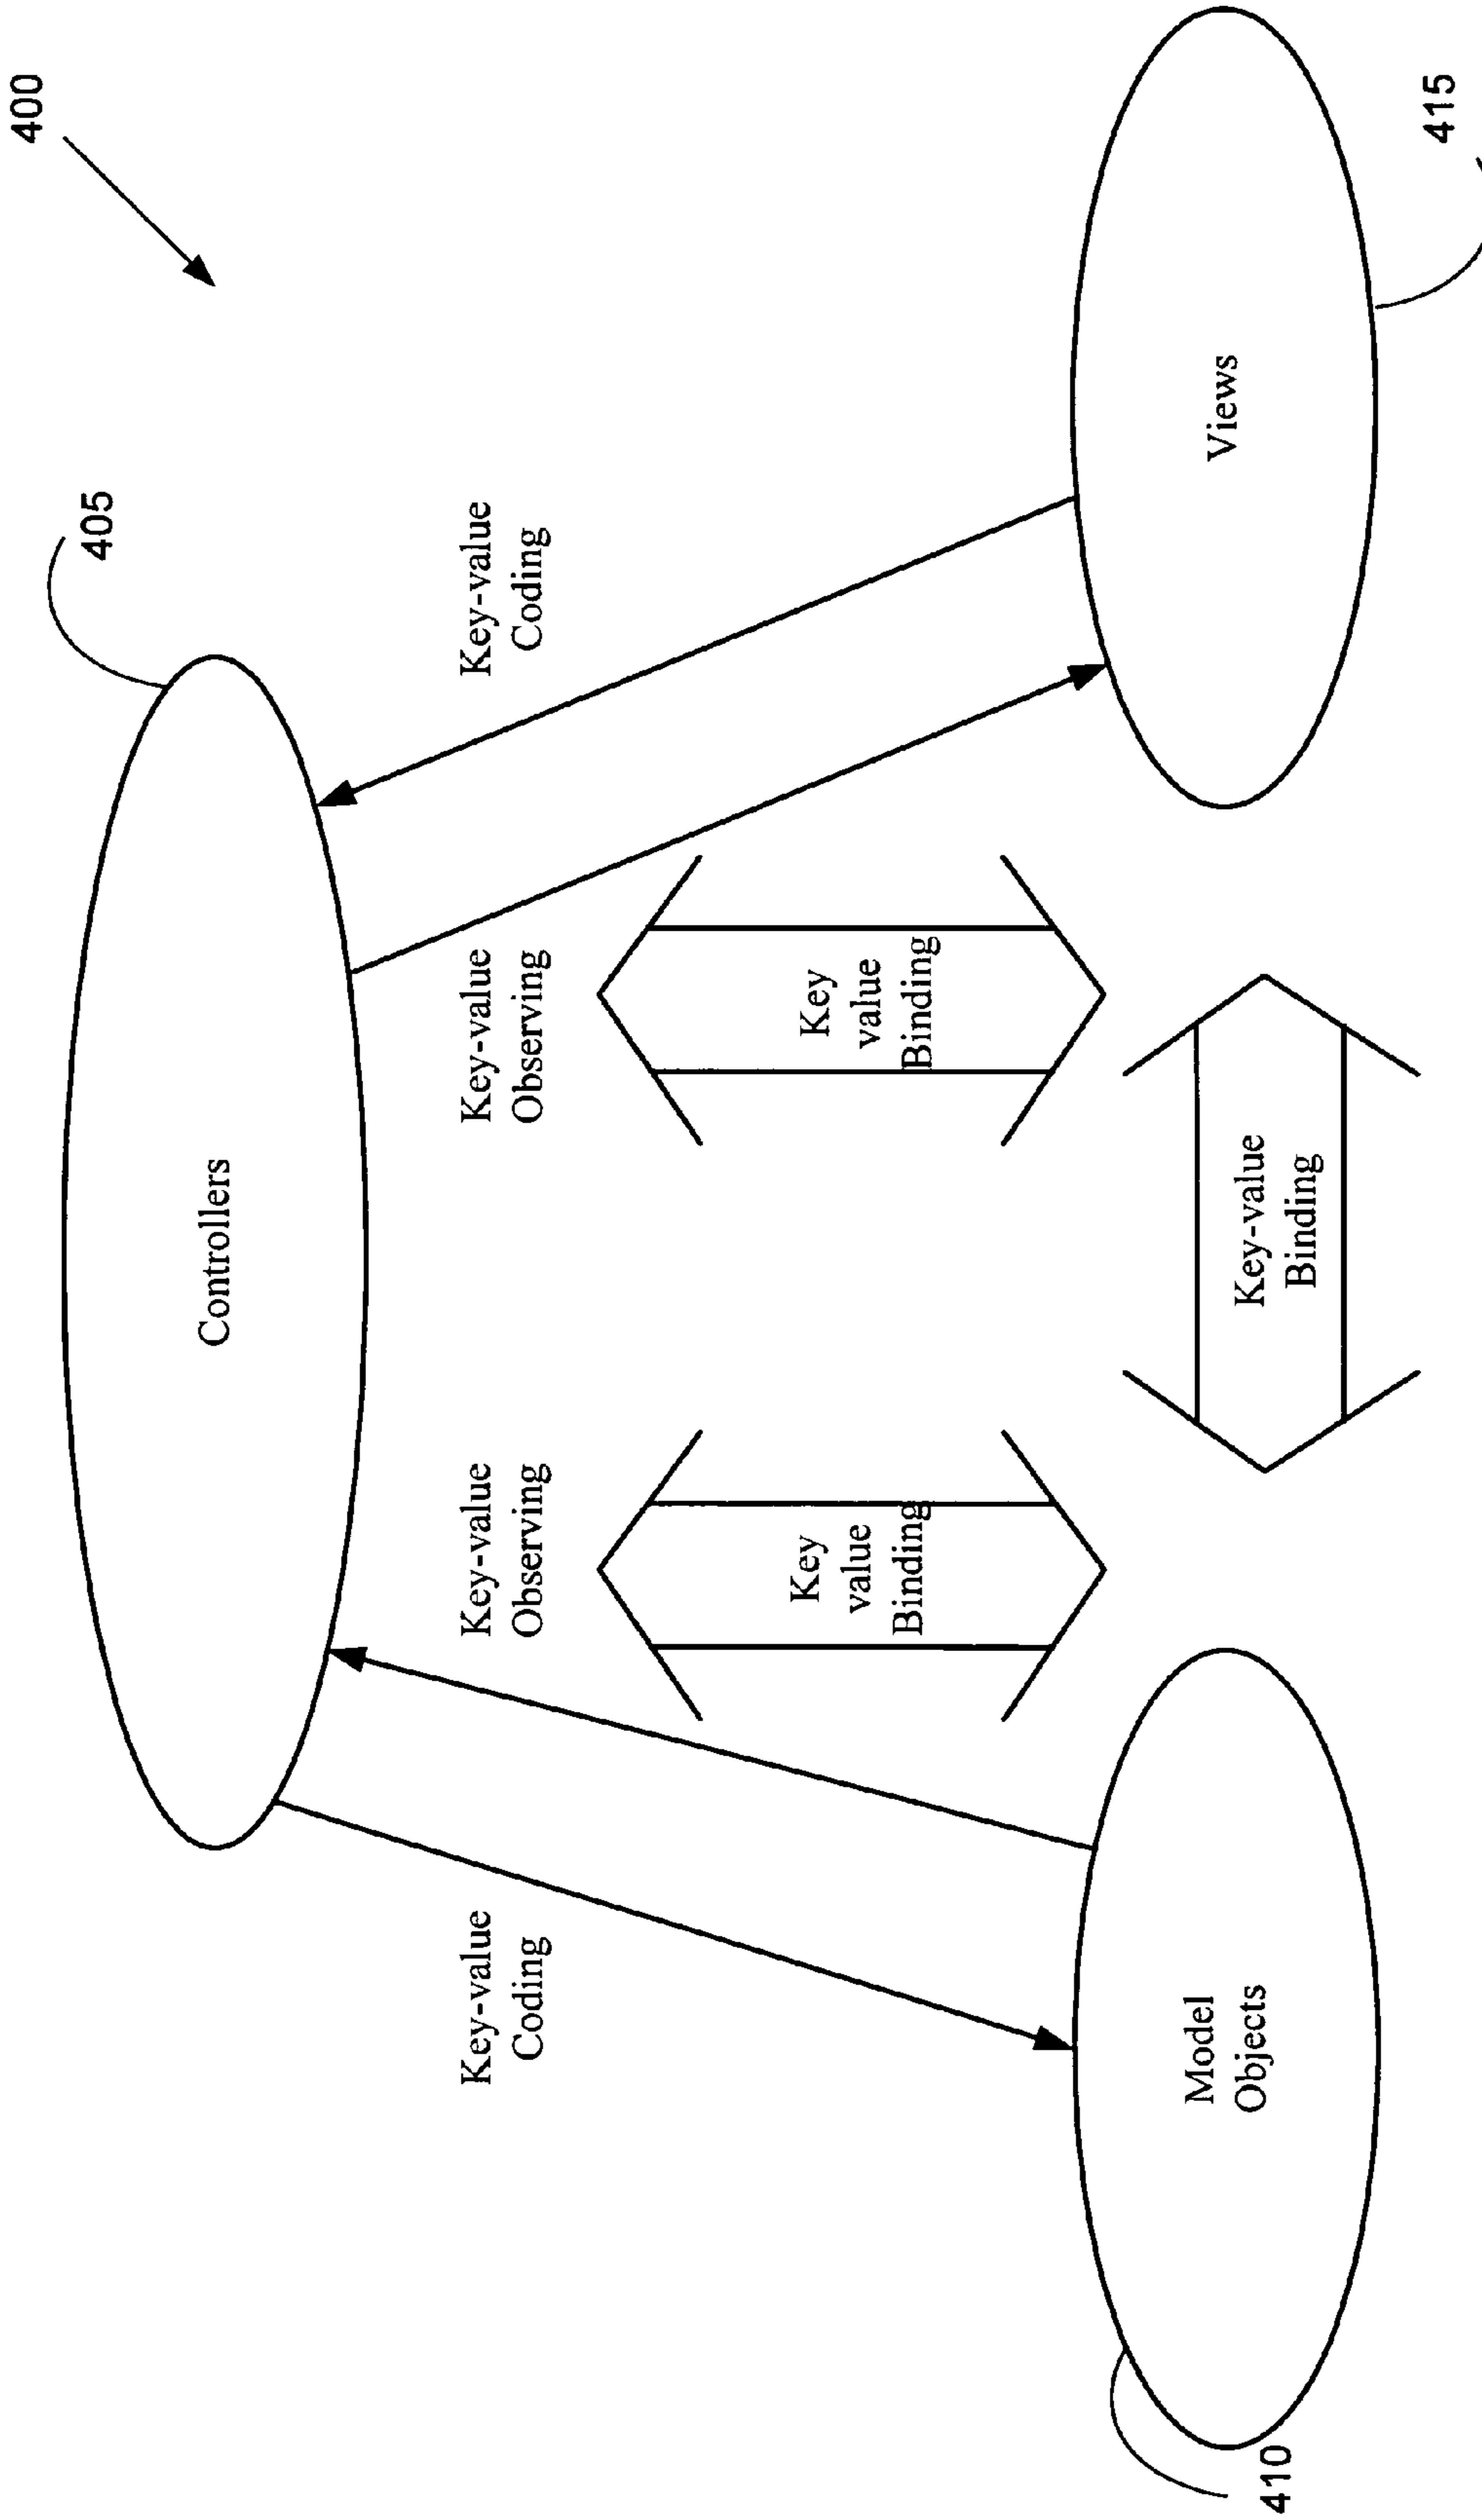 400
405
Controllers
Key-value
Coding
Key-value
Observing
Key-value
Observing
Key-value
Coding
Key
value
Binding
Key
value
Binding
Model
Objects
Key-value
Binding
Views
410
415